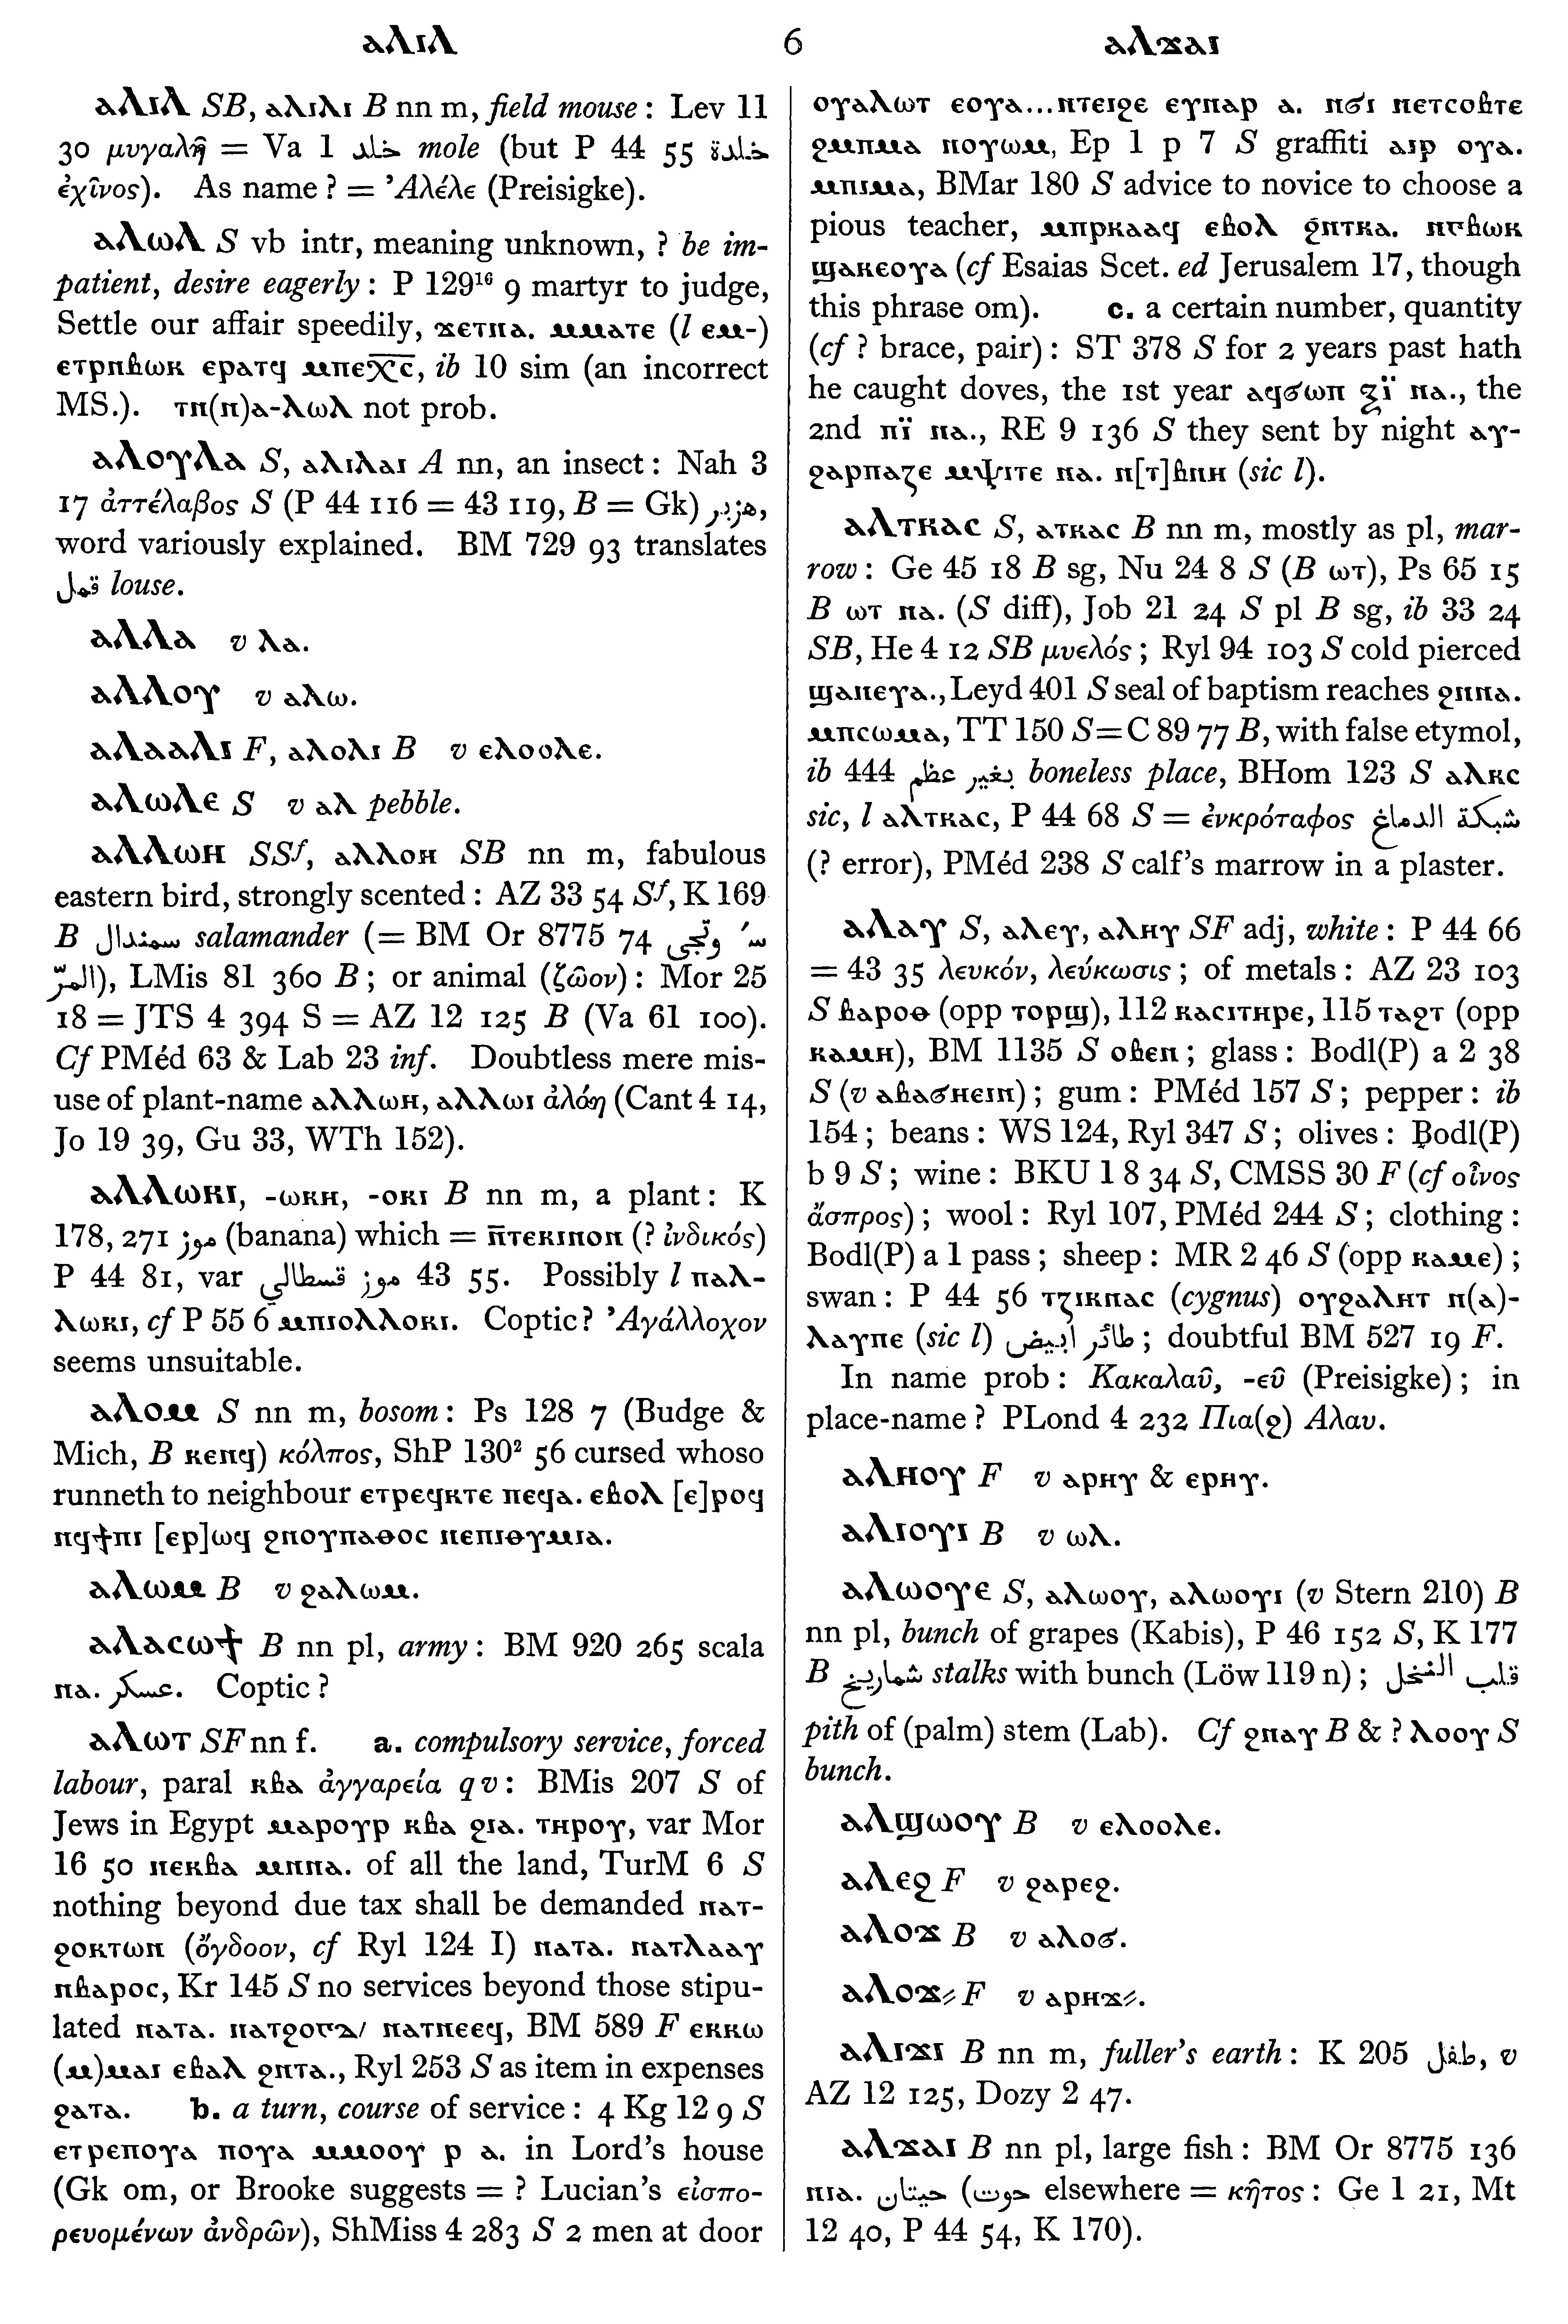 ⲁⲗⲓⲗ
6
ⲁⲗϫⲁⲓ
ⲁⲗⲓⲗ SB, ⲁⲗⲓⲗⲓ B nn m, field mouse : Lev 11
30 μυγαλῆ = Va 1 خلد mole (but P 44 55 خلدة
ἐχῖνος). As name ? = Ἀλέλε (Preisigke).
ⲁⲗⲱⲗ S vb intr, meaning unknown, ? be im-
patient, desire eagerly : P 129¹⁶ 9 martyr to judge,
Settle our affair speedily, ϫⲉⲧⲛⲁ. ⲙⲙⲁⲧⲉ (l ⲉⲙ-)
ⲉⲧⲣⲛⲃⲱⲕ ⲉⲣⲁⲧϥ ⲙⲡⲉⲭ̅ⲥ̅, ib 10 sim (an incorrect
MS.). ⲧⲛ(ⲛ)ⲁ-ⲗⲱⲗ not prob.
ⲁⲗⲟⲩⲗⲁ S, ⲁⲗⲓⲗⲁⲓ A nn, an insect : Nah 3
17 ἀττέλαβος S (P 44 116 = 43 119, B = Gk) هزبر,
word variously explained. BM 729 93 translates
قمل louse.
ⲁⲗⲗⲁ v ⲗⲁ.
ⲁⲗⲗⲟⲩ v ⲁⲗⲱ.
ⲁⲗⲁⲁⲗⲓ F, ⲁⲗⲟⲗⲓ B v ⲉⲗⲟⲟⲗⲉ.
ⲁⲗⲱⲗⲉ S v ⲁⲗ pebble.
ⲁⲗⲗⲱⲏ SSf, ⲁⲗⲗⲟⲏ SB nn m, fabulous
eastern bird, strongly scented : AZ 33 54 Sf, K 169
B سمندال salamander (= BM Or 8775 74
), LMis 81 360 B ; or animal (ζῶον) : Mor 25
18 = JTS 4 394 S = AZ 12 125 B (Va 61 100).
Cf PMéd 63 & Lab 23 inf. Doubtless mere mis-
use of plant-name ⲁⲗⲗⲱⲏ, ⲁⲗⲗⲱⲓ ἀλόη (Cant 4 14,
Jo 19 39, Gu 33, WTh 152).
ⲁⲗⲗⲱⲕⲓ, -ⲱⲕⲏ, -ⲟⲕⲓ B nn m, a plant : K
178, 271 موز (banana) which = ⲛ̄ⲧⲉⲕⲓⲛⲟⲛ (? ἰνδικός)
P 44 81, var موز قسطالي 43 55. Possibly l ⲡⲁⲗ-
ⲗⲱⲕⲓ, cf P 55 6 ⲙⲡⲓⲟⲗⲗⲟⲕⲓ. Coptic ? Ἀγάλλοχον
seems unsuitable.
ⲁⲗⲟⲙ S nn m, bosom : Ps 128 7 (Budge &
Mich, B ⲕⲉⲛϥ) κόλπος, ShP 130² 56 cursed whoso
runneth to neighbour ⲉⲧⲣⲉϥⲕⲧⲉ ⲡⲉϥⲁ. ⲉⲃⲟⲗ [ⲉ]ⲣⲟϥ
ⲛϥϯⲡⲓ [ⲉⲣ]ⲱϥ ϩⲛⲟⲩⲡⲁⲑⲟⲥ ⲛⲉⲡⲓⲑⲩⲙⲓⲁ.
ⲁⲗⲱⲙ B v ϩⲁⲗⲱⲙ.
ⲁⲗⲁⲥⲱϯ B nn pl, army : BM 920 265 scala
ⲛⲁ. عسكر. Coptic ?
ⲁⲗⲱⲧ SF nn f. a. compulsory service, forced
labour, paral ⲕⲃⲁ ἀγγαρεία q v : BMis 207 S of
Jews in Egypt ⲙⲁⲣⲟⲩⲣ ⲕⲃⲁ ϩⲓⲁ. ⲧⲏⲣⲟⲩ, var Mor
16 50 ⲛⲉⲕⲃⲁ ⲙⲛⲛⲁ. of all the land, TurM 6 S
nothing beyond due tax shall be demanded ⲛⲁⲧ-
ϩⲟⲕⲧⲱⲛ (ὄγδοον, cf Ryl 124 I) ⲛⲁⲧⲁ. ⲛⲁⲧⲗⲁⲁⲩ
ⲛⲃⲁⲣⲟⲥ, Kr 145 S no services beyond those stipu-
lated ⲛⲁⲧⲁ. ⲛⲁⲧϩⲟⲩⲇ/ ⲛⲁⲧⲛⲉⲉϥ, BM 589 F ⲉⲕⲕⲱ
(ⲙ)ⲙⲁⲓ ⲉⲃⲁⲗ ϩⲛⲧⲁ., Ryl 253 S as item in expenses
ϩⲁⲧⲁ. b. a turn, course of service : 4 Kg 12 9 S
ⲉⲧⲣⲉⲡⲟⲩⲁ ⲡⲟⲩⲁ ⲙⲙⲟⲟⲩ ⲣ ⲁ. in Lord's house
(Gk om, or Brooke suggests = ? Lucian's εἰσπο-
ρευομένων ἀνδρῶν), ShMiss 4 283 S 2 men at door
ⲟⲩⲁⲗⲱⲧ ⲉⲟⲩⲁ...ⲛⲧⲉⲓϩⲉ ⲉⲩⲛⲁⲣ ⲁ. ⲛϭⲓ ⲛⲉⲧⲥⲟⲃⲧⲉ
ϩⲙⲡⲙⲁ ⲛⲟⲩⲱⲙ, Ep 1 p 7 S graffiti ⲁⲓⲣ ⲟⲩⲁ.
ⲙⲡⲓⲙⲁ, BMar 180 S advice to novice to choose a
pious teacher, ⲙⲡⲣⲕⲁⲁϥ ⲉⲃⲟⲗ ϩⲛⲧⲕⲁ. ⲛⲅⲃⲱⲕ
ϣⲁⲕⲉⲟⲩⲁ (cf Esaias Scet. ed Jerusalem 17, though
this phrase om). c. a certain number, quantity
(cf ? brace, pair) : ST 378 S for 2 years past hath
he caught doves, the 1st year ⲁϥϭⲱⲡ ⲝⲓ̈ ⲛⲁ., the
2nd ⲡⲓ̈ ⲛⲁ., RE 9 136 S they sent by night ⲁⲩ-
ϩⲁⲣⲡⲁⲍⲉ ⲙⲯⲓⲧⲉ ⲛⲁ. ⲛ[ⲧ]ⲃⲛⲏ (sic l).
ⲁⲗⲧⲕⲁⲥ S, ⲁⲧⲕⲁⲥ B nn m, mostly as pl, mar-
row : Ge 45 18 B sg, Nu 24 8 S (B ⲱⲧ), Ps 65 15
B ⲱⲧ ⲛⲁ. (S diff), Job 21 24 S pl B sg, ib 33 24
SB, He 4 12 SB μυελός ; Ryl 94 103 S cold pierced
ϣⲁⲛⲉⲩⲁ., Leyd 401 S seal of baptism reaches ϩⲛⲛⲁ.
ⲙⲡⲥⲱⲙⲁ, TT 150 S=C 89 77 B, with false etymol,
ib 444 بغير عظم boneless place, BHom 123 S ⲁⲗⲕⲥ
sic, l ⲁⲗⲧⲕⲁⲥ, P 44 68 S = ἐνκρόταφος شبكة الدماغ
(? error), PMéd 238 S calf's marrow in a plaster.
ⲁⲗⲁⲩ S, ⲁⲗⲉⲩ, ⲁⲗⲏⲩ SF adj, white : P 44 66
= 43 35 λευκόν, λεύκωσις ; of metals : AZ 23 103
S ⲃⲁⲣⲟⲑ (opp ⲧⲟⲣϣ), 112 ⲕⲁⲥⲓⲧⲏⲣⲉ, 115 ⲧⲁϩⲧ (opp
ⲕⲁⲙⲏ), BM 1135 S ⲟⲃⲉⲛ ; glass : Bodl(P) a 2 38
S (v ⲁⲃⲁϭⲏⲉⲓⲛ) ; gum : PMéd 157 S ; pepper : ib
154 ; beans : WS 124, Ryl 347 S ; olives : Bodl(P)
b 9 S ; wine : BKU 1 8 34 S, CMSS 30 F (cf οἶνος
ἄσπρος) ; wool : Ryl 107, PMéd 244 S ; clothing :
Bodl(P) a 1 pass ; sheep : MR 2 46 S (opp ⲕⲁⲙⲉ) ;
swan : P 44 56 ⲧⲍⲓⲕⲛⲁⲥ (cygnus) ⲟⲩϩⲁⲗⲏⲧ ⲛ(ⲁ)-
ⲗⲁⲩⲛⲉ (sic l) طائر ابيض ; doubtful BM 527 19 F.
In name prob : Κακαλαῦ, -εῦ (Preisigke) ; in
place-name ? PLond 4 232 Πια(ϩ) Αλαυ.
ⲁⲗⲏⲟⲩ F v ⲁⲣⲏⲩ & ⲉⲣⲏⲩ.
ⲁⲗⲓⲟⲩⲓ B v ⲱⲗ.
ⲁⲗⲱⲟⲩⲉ S, ⲁⲗⲱⲟⲩ, ⲁⲗⲱⲟⲩⲓ (v Stern 210) B
nn pl, bunch of grapes (Kabis), P 46 152 S, K 177
B شماريخ stalks with bunch (Löw 119 n) ; قلب النخل
pith of (palm) stem (Lab). Cf ϩⲛⲁⲩ B & ? ⲗⲟⲟⲩ S
bunch.
ⲁⲗϣⲱⲟⲩ B v ⲉⲗⲟⲟⲗⲉ.
ⲁⲗⲉϩ F v ϩⲁⲣⲉϩ.
ⲁⲗⲟϫ B v ⲁⲗⲟϭ.
ⲁⲗⲟϫ⸗ F v ⲁⲣⲏϫ⸗.
ⲁⲗⲓϫⲓ B nn m, fuller's earth : K 205 طفل, v
AZ 12 125, Dozy 2 47.
ⲁⲗϫⲁⲓ B nn pl, large fish : BM Or 8775 136
ⲛⲓⲁ. حيتان (حوت elsewhere = κῆτος : Ge 1 21, Mt
12 40, P 44 54, K 170).